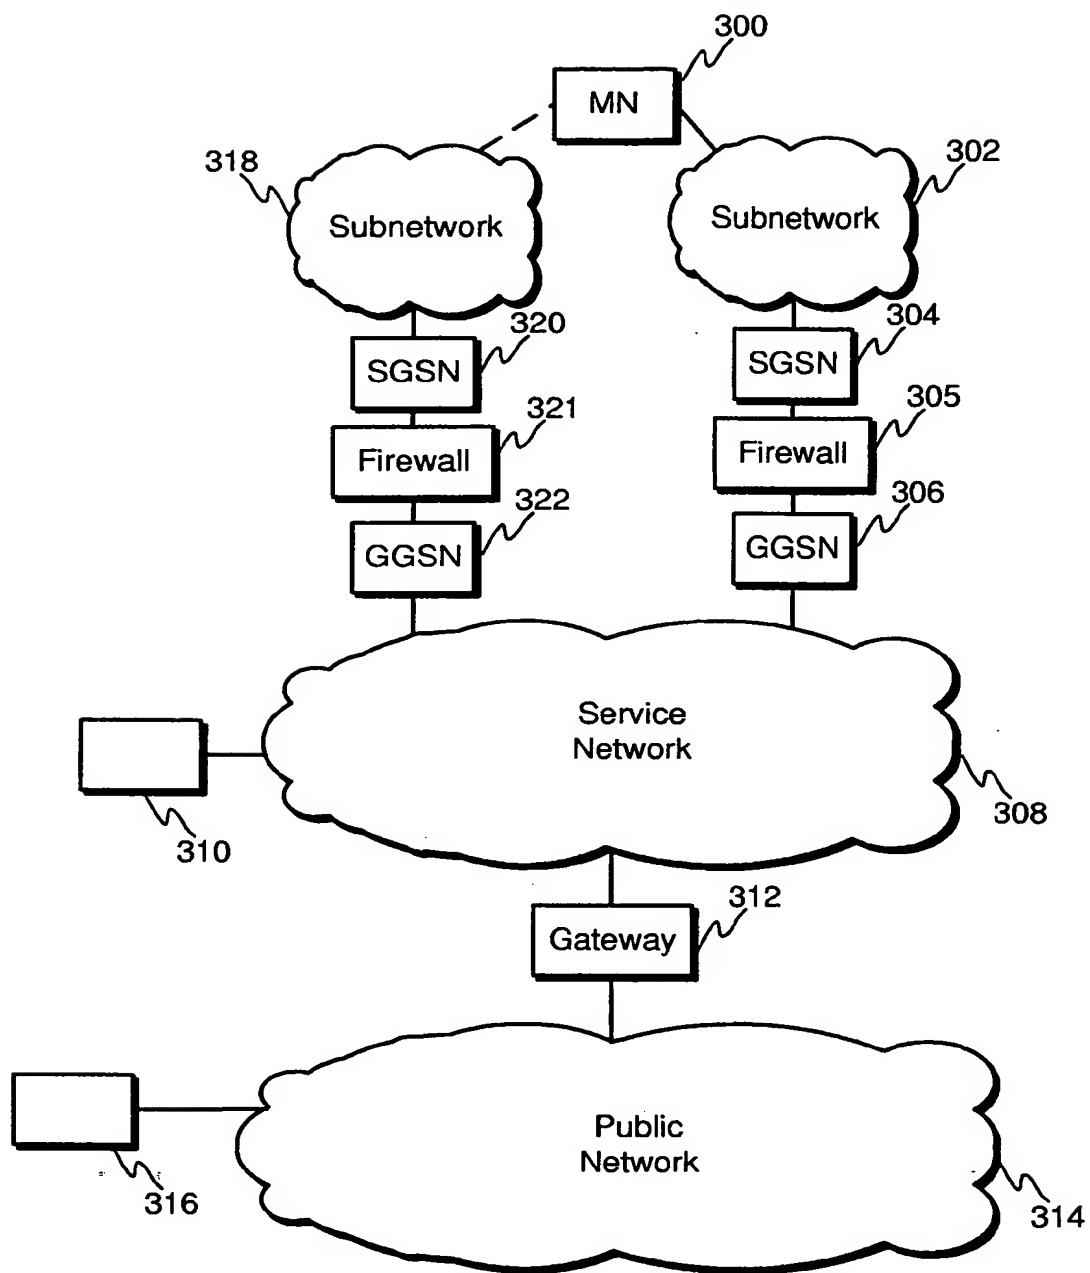 300
MN
318
302
Subnetwork
Subnetwork
320
304
SGSN
SGSN
321
305
Firewall
Firewall
322
306
GGSN
GGSN
Service
Network
308
310
312
Gateway
Public
Network
316
314